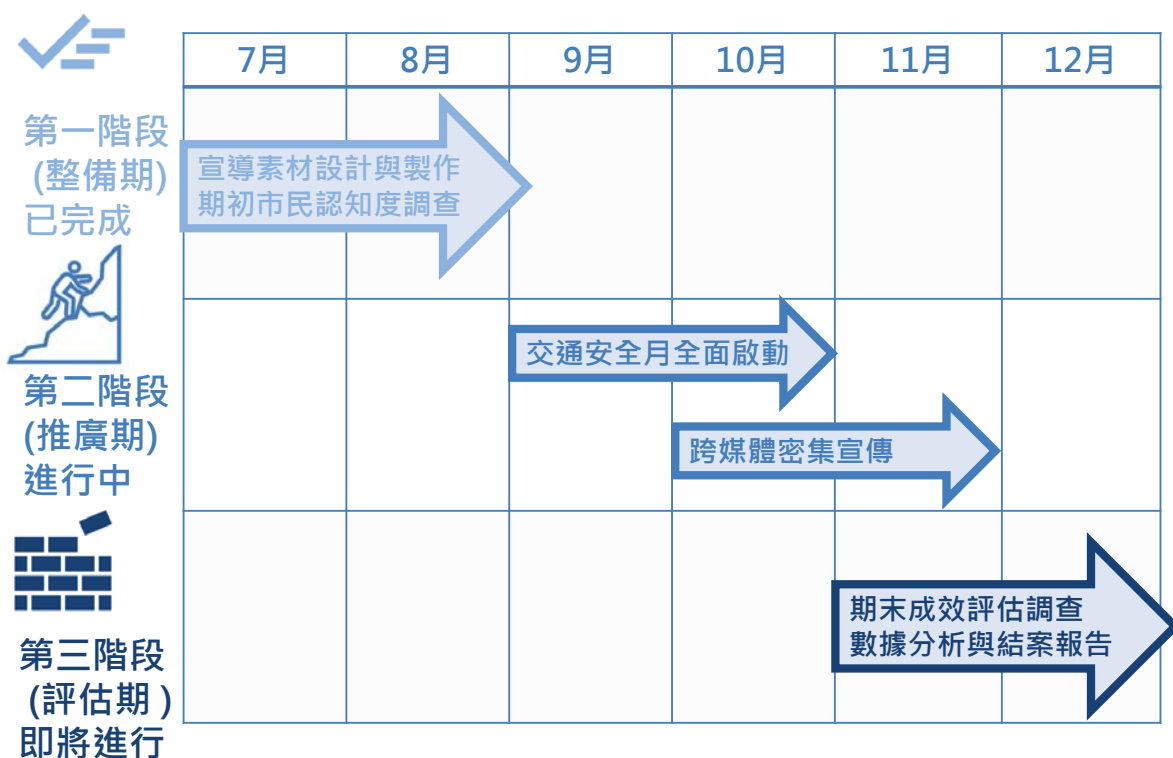 7月 8月 9月 10月 11月 12月
第一階段
(整備期)
已完成
宣導素材設計與製作
期初市民認知度調查
第二階段
(推廣期)
進行中
交通安全月全面啟動
跨媒體密集宣傳
第三階段
(評估期)
即將進行
期末成效評估調查
數據分析與結案報告